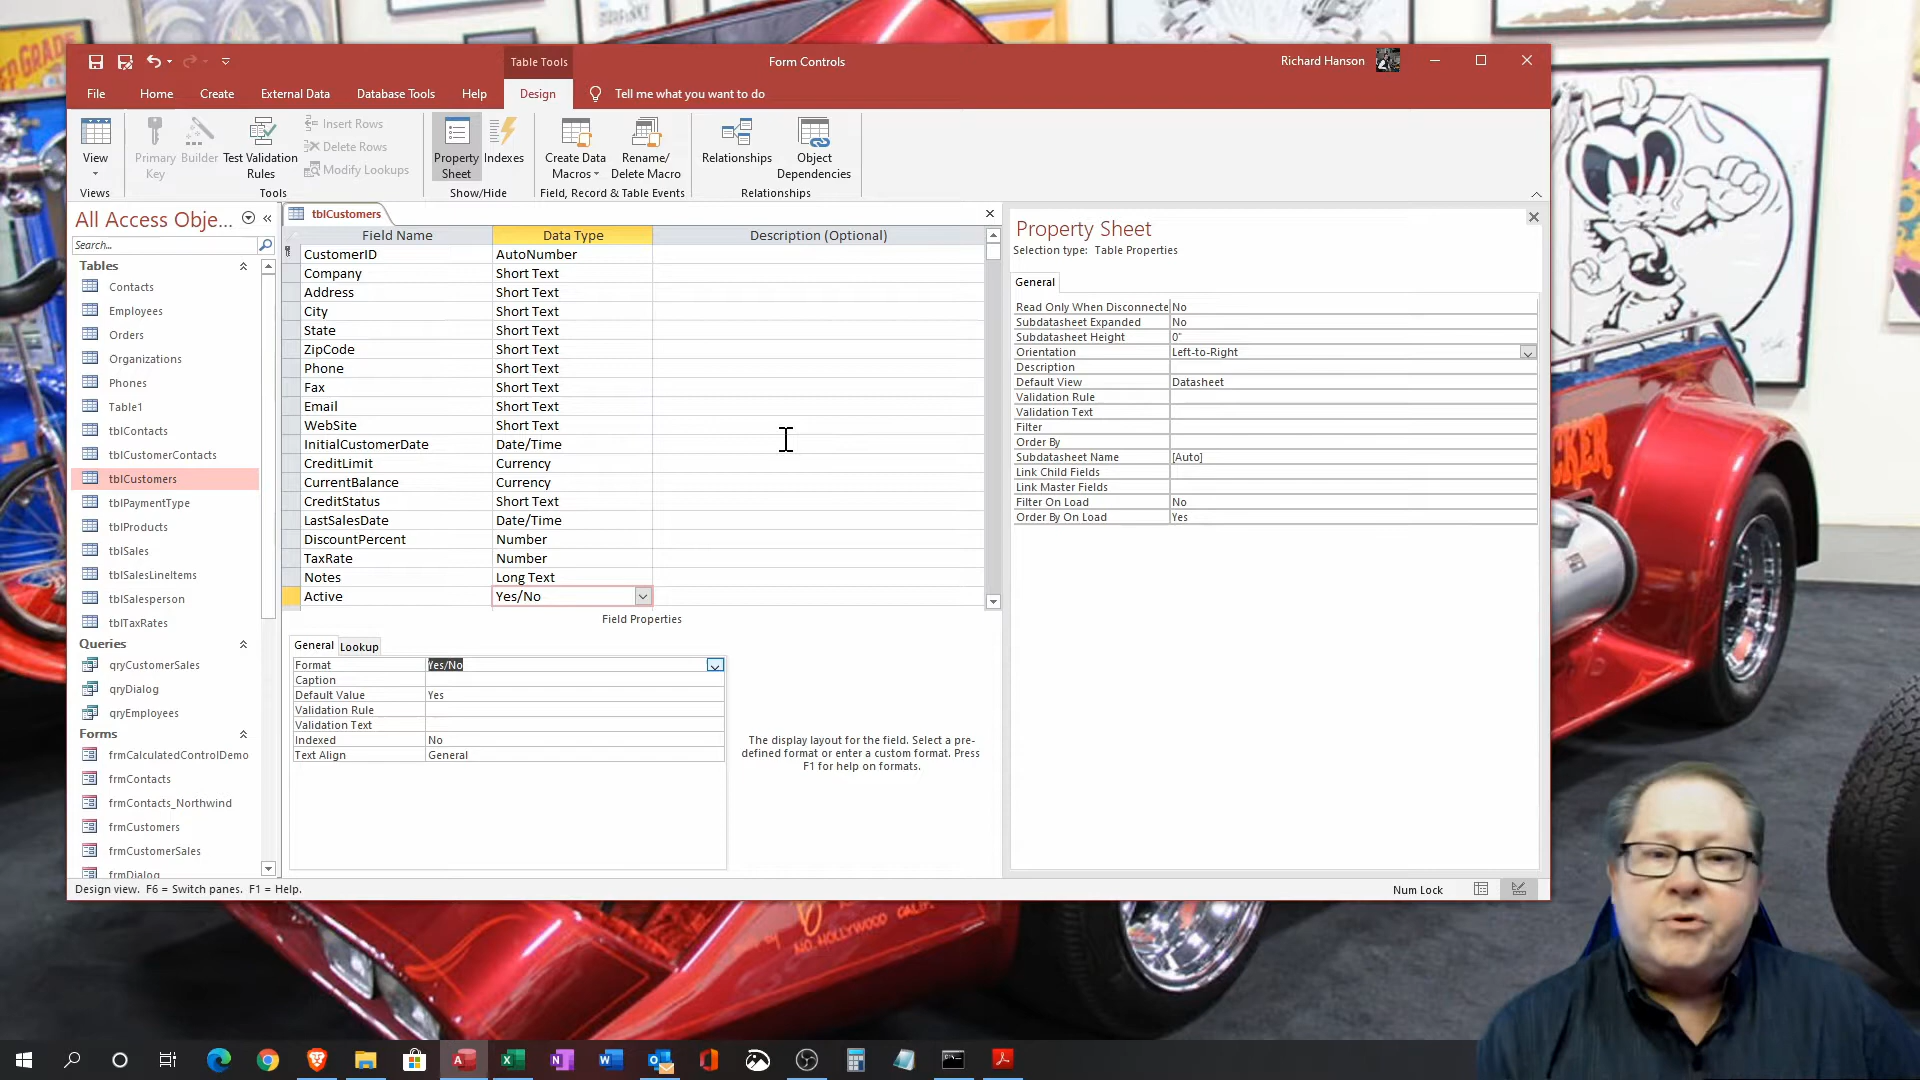 Table Tools
Form Controls
Richard Hanson
File
Home
Create
External Data
Database Tools
Help
Design
Tell me what you want to do
View
Primary
Key
Builder
Test Validation
Rules
Insert Rows
Delete Rows
Modify Lookups
Property
Sheet
Indexes
Create Data
Macros
Rename/
Delete Macro
Relationships
Object
Dependencies
Views
Tools
Show/Hide
Field, Record & Table Events
Relationships
All Access Obje...
Search...
Tables
Contacts
Employees
Orders
Organizations
Phones
Table1
tblContacts
tblCustomerContacts
tblCustomers
tblPaymentType
tblProducts
tblSales
tblSalesLineItems
tblSalesperson
tblTaxRates
Queries
qryCustomerSales
qryDialog
qryEmployees
Forms
frmCalculatedControlDemo
frmContacts
frmContacts_Northwind
frmCustomers
frmCustomerSales
frmDialog
tblCustomers
Field Name Data Type Description (Optional)
CustomerID AutoNumber
Company Short Text
Address Short Text
City Short Text
State Short Text
ZipCode Short Text
Phone Short Text
Fax Short Text
Email Short Text
WebSite Short Text
InitialCustomerDate Date/Time
CreditLimit Currency
CurrentBalance Currency
CreditStatus Short Text
LastSalesDate Date/Time
DiscountPercent Number
TaxRate Number
Notes Long Text
Active Yes/No
Field Properties
General Lookup
Format Yes/No
Caption
Default Value Yes
Validation Rule
Validation Text
Indexed No
Text Align General
The display layout for the field. Select a pre-
defined format or enter a custom format. Press
F1 for help on formats.
Property Sheet
Selection type: Table Properties
General
Read Only When Disconnecte No
Subdatasheet Expanded No
Subdatasheet Height 0"
Orientation Left-to-Right
Description
Default View Datasheet
Validation Rule
Validation Text
Filter
Order By
Subdatasheet Name [Auto]
Link Child Fields
Link Master Fields
Filter On Load No
Order By On Load Yes
Design view. F6 = Switch panes. F1 = Help.
Num Lock
NO. HOLLYWOOD CALIF.